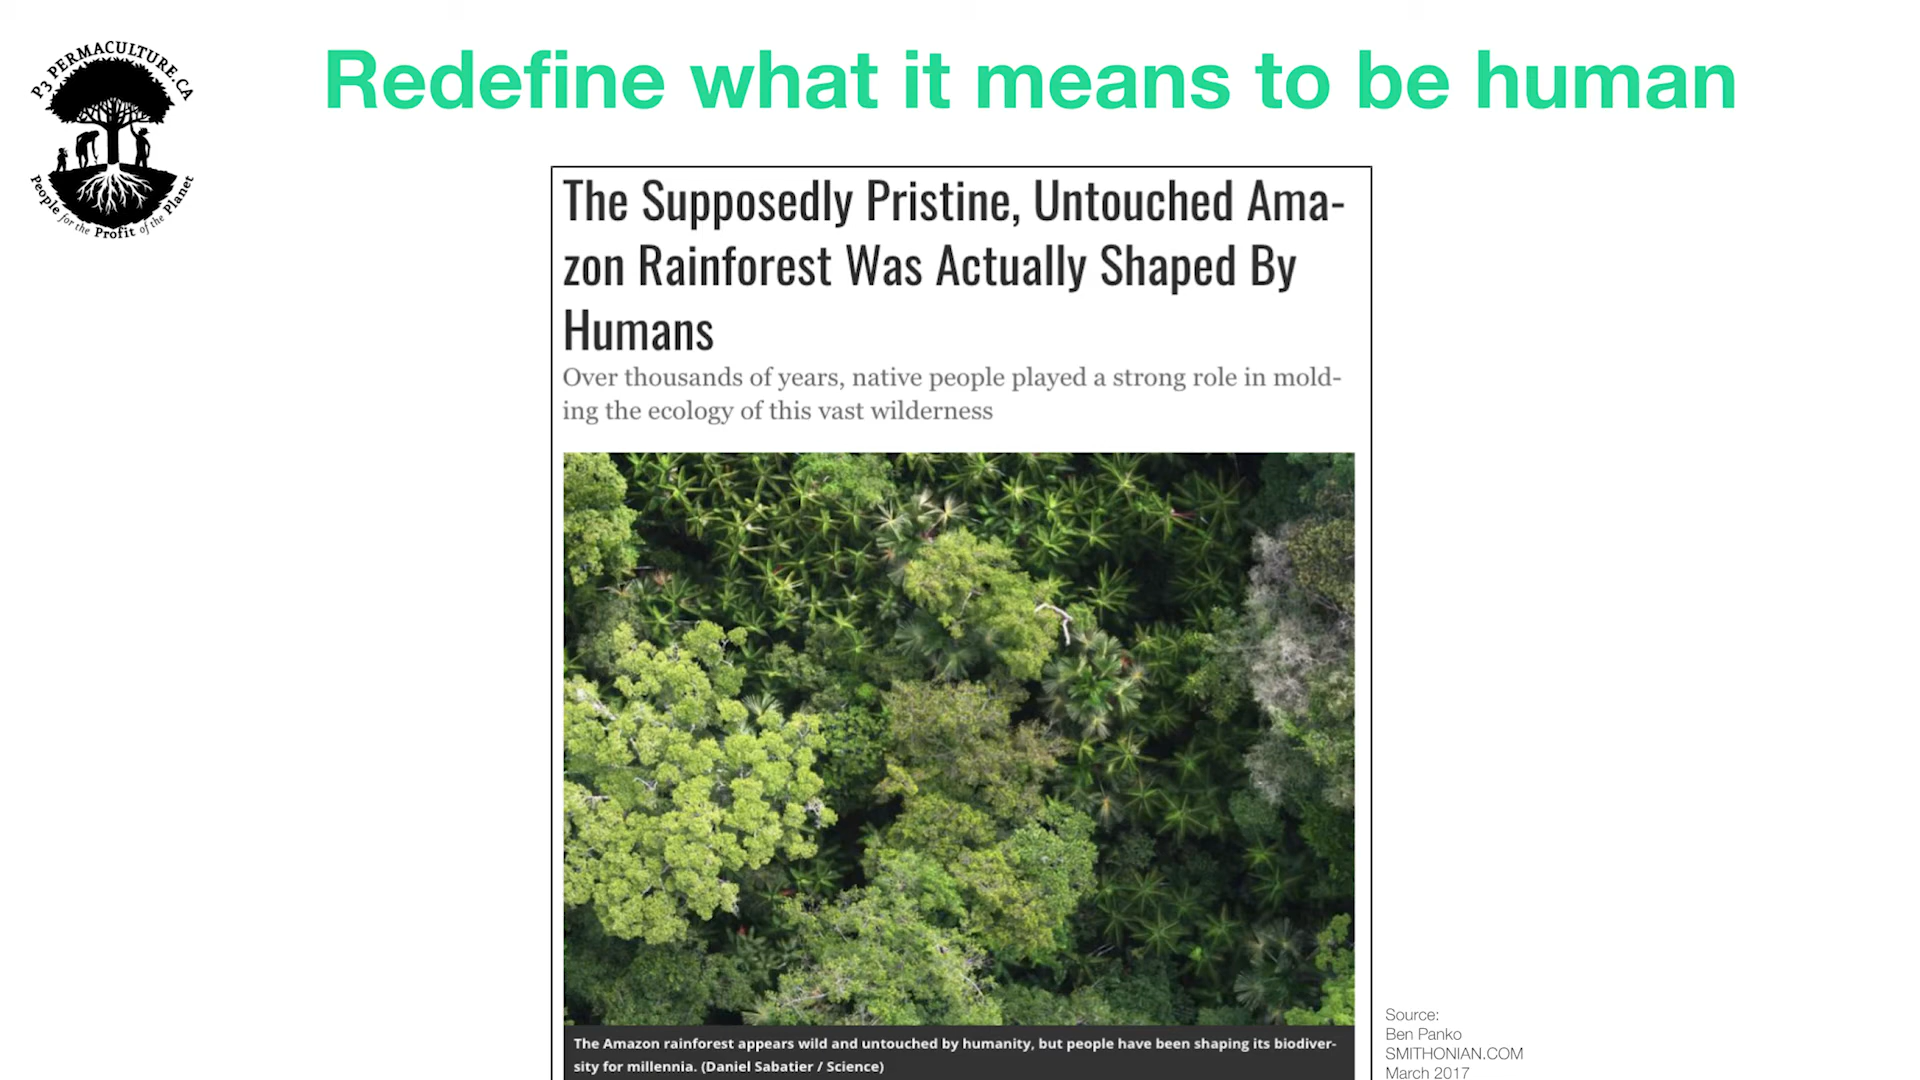 P3 PERMACULTURE.CA
People for the Profit of the Planet
Redefine what it means to be human
The Supposedly Pristine, Untouched Ama-
zon Rainforest Was Actually Shaped By
Humans
Over thousands of years, native people played a strong role in mold-
ing the ecology of this vast wilderness
The Amazon rainforest appears wild and untouched by humanity, but people have been shaping its biodiver-
sity for millennia. (Daniel Sabatier / Science)
Source:
Ben Panko
SMITHONIAN.COM
March 2017